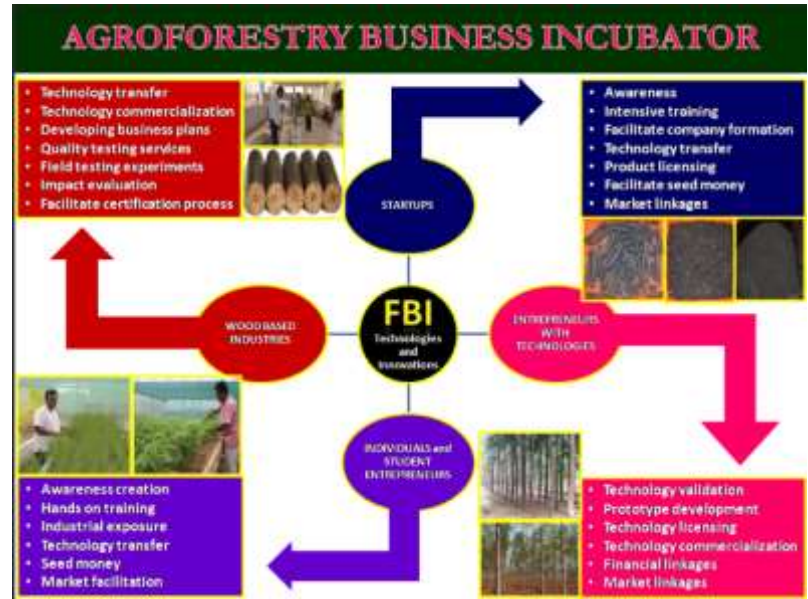 AGROFORESTRY BUSINESS INCUBATOR
• Technology transfer
• Technology commercialization
• Developing business plans
• Quality testing services
• Field testing experiments
• Impact evaluation
• Facilitate certification process
• Awareness
• Intensive training
• Facilitate company formation
• Technology transfer
• Product licensing
• Facilitate seed money
• Market linkages
STARTUPS
WOOD BASED
INDUSTRIES
FBI
Technologies
and
Innovations
ENTREPRENEURS
WITH
TECHNOLOGIES
INDIVIDUALS and
STUDENT
ENTREPRENEURS
• Awareness creation
• Hands on training
• Industrial exposure
• Technology transfer
• Seed money
• Market facilitation
• Technology validation
• Prototype development
• Technology licensing
• Technology commercialization
• Financial linkages
• Market linkages